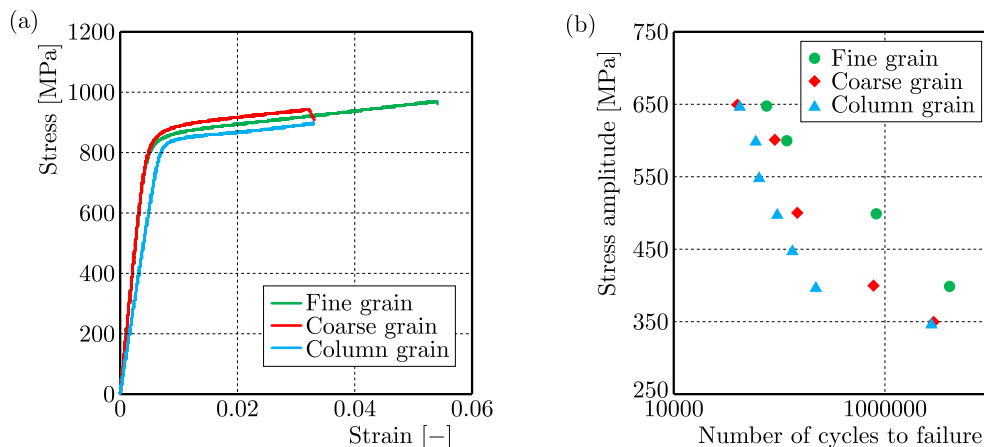 (a)
Stress [MPa]
1200
1000
800
600
400
200
0
0
0.02
0.04
0.06
Strain [−]
Fine grain
Coarse grain
Column grain
(b)
Stress amplitude [MPa]
750
650
550
450
350
250
10000
1000000
Number of cycles to failure
Fine grain
Coarse grain
Column grain